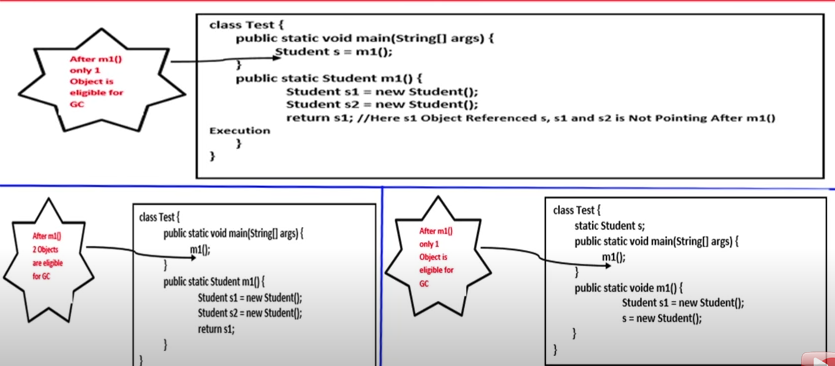 After m1()
only 1
Object is
eligible for
GC
class Test {
public static void main(String[] args) {
Student s = m1();
}
public static Student m1() {
Student s1 = new Student();
Student s2 = new Student();
return s1; //Here s1 Object Referenced s, s1 and s2 is Not Pointing After m1()
Execution
}
}
After m1()
2 Objects
are eligible
for GC
class Test {
public static void main(String[] args) {
m1();
}
public static Student m1() {
Student s1 = new Student();
Student s2 = new Student();
return s1;
}
}
After m1()
only 1
Object is
eligible for
GC
class Test {
static Student s;
public static void main(String[] args) {
m1();
}
public static voide m1() {
Student s1 = new Student();
s = new Student();
}
}